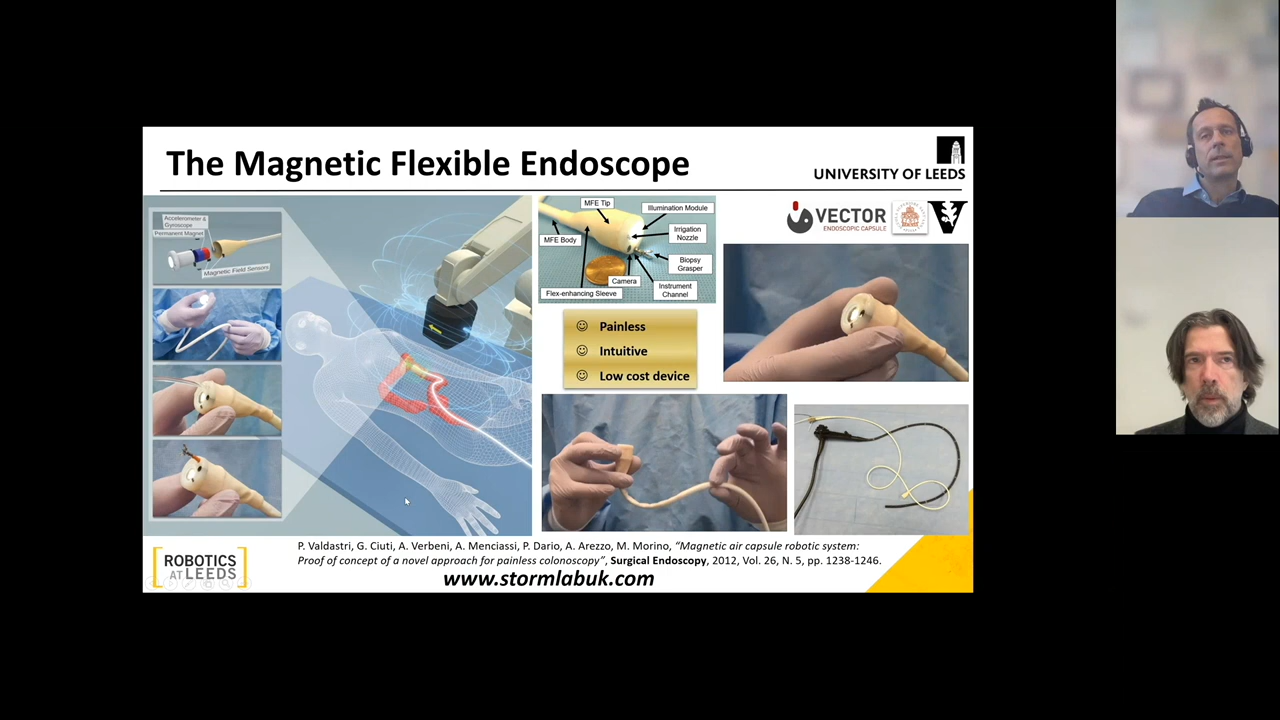 The Magnetic Flexible Endoscope
UNIVERSITY OF LEEDS
Accelerometer &
Gyroscope
Permanent Magnet
Magnetic Field Sensors
MFE Tip
Illumination Module
MFE Body
Irrigation
Nozzle
Biopsy
Grasper
Camera
Instrument
Channel
Flex-enhancing Sleeve
VECTOR
ENDOSCOPIC CAPSULE
☺ Painless
☺ Intuitive
☺ Low cost device
P. Valdastri, G. Ciuti, A. Verbeni, A. Menciassi, P. Dario, A. Arezzo, M. Morino, “Magnetic air capsule robotic system:
Proof of concept of a novel approach for painless colonoscopy”, Surgical Endoscopy, 2012, Vol. 26, N. 5, pp. 1238-1246.
ROBOTICS
AT LEEDS
www.stormlabuk.com